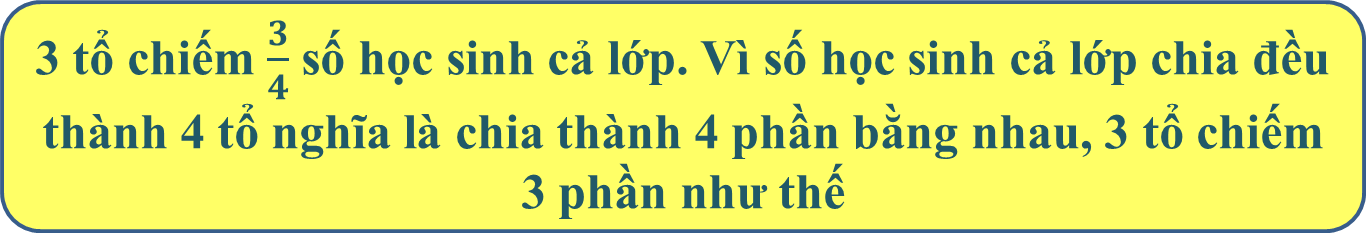 3 tổ chiếm 3/4 số học sinh cả lớp. Vì số học sinh cả lớp chia đều
thành 4 tổ nghĩa là chia thành 4 phần bằng nhau, 3 tổ chiếm
3 phần như thế